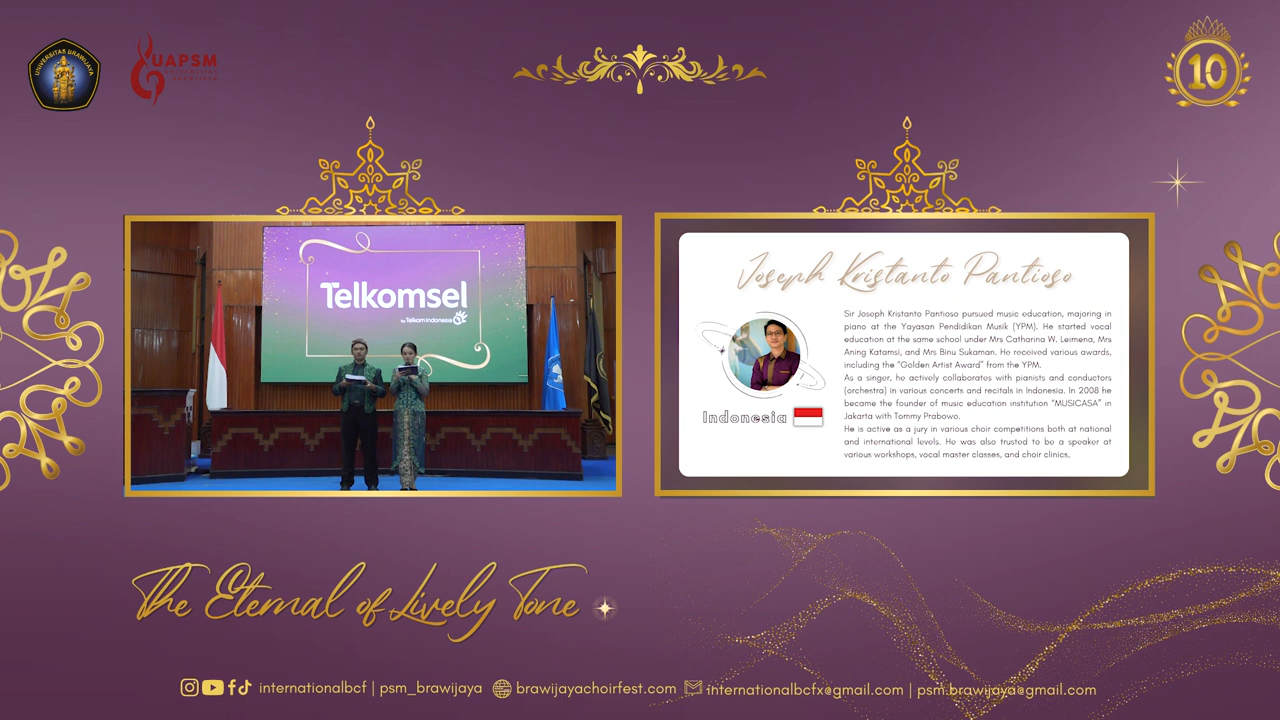 UNIVERSITAS BRAWIJAYA
UAPSM
UNIVERSITAS
BRAWIJAYA
10
Telkomsel
by Telkom Indonesia
Joseph Kristanto Pantioso
Sir Joseph Kristanto Pantioso pursued music education, majoring in
piano at the Yayasan Pendidikan Musik (YPM). He started vocal
education at the same school under Mrs Catharina W. Leimena, Mrs
Aning Katamsi, and Mrs Binu Sukaman. He received various awards,
including the "Golden Artist Award" from the YPM.
As a singer, he actively collaborates with pianists and conductors
(orchestra) in various concerts and recitals in Indonesia. In 2008 he
became the founder of music education institution "MUSICASA" in
Jakarta with Tommy Prabowo.
He is active as a jury in various choir competitions both at national
and international levels. He was also trusted to be a speaker at
various workshops, vocal master classes, and choir clinics.
Indonesia
The Eternal of Lively Tone
internationalbcf | psm_brawijaya brawijayachoirfest.com internationalbcfx@gmail.com | psm.brawijaya@gmail.com